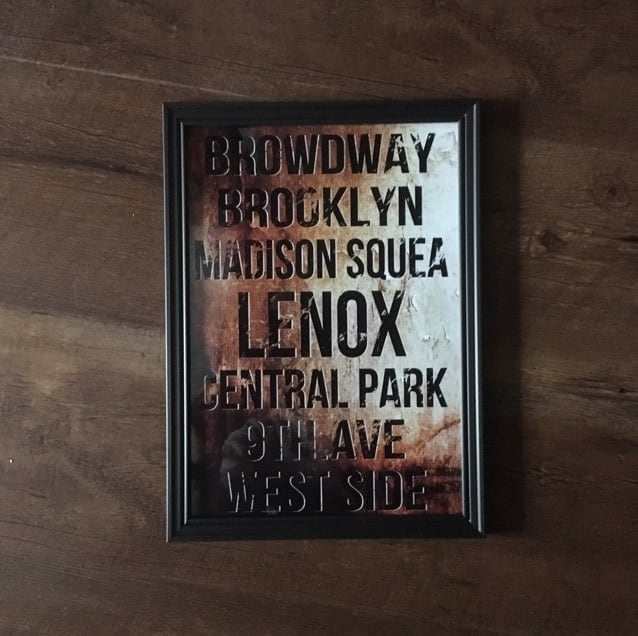 BROWDWAY
BROOKLYN
MADISON SQUEA
LENOX
CENTRAL PARK
9TH.AVE
WEST SIDE